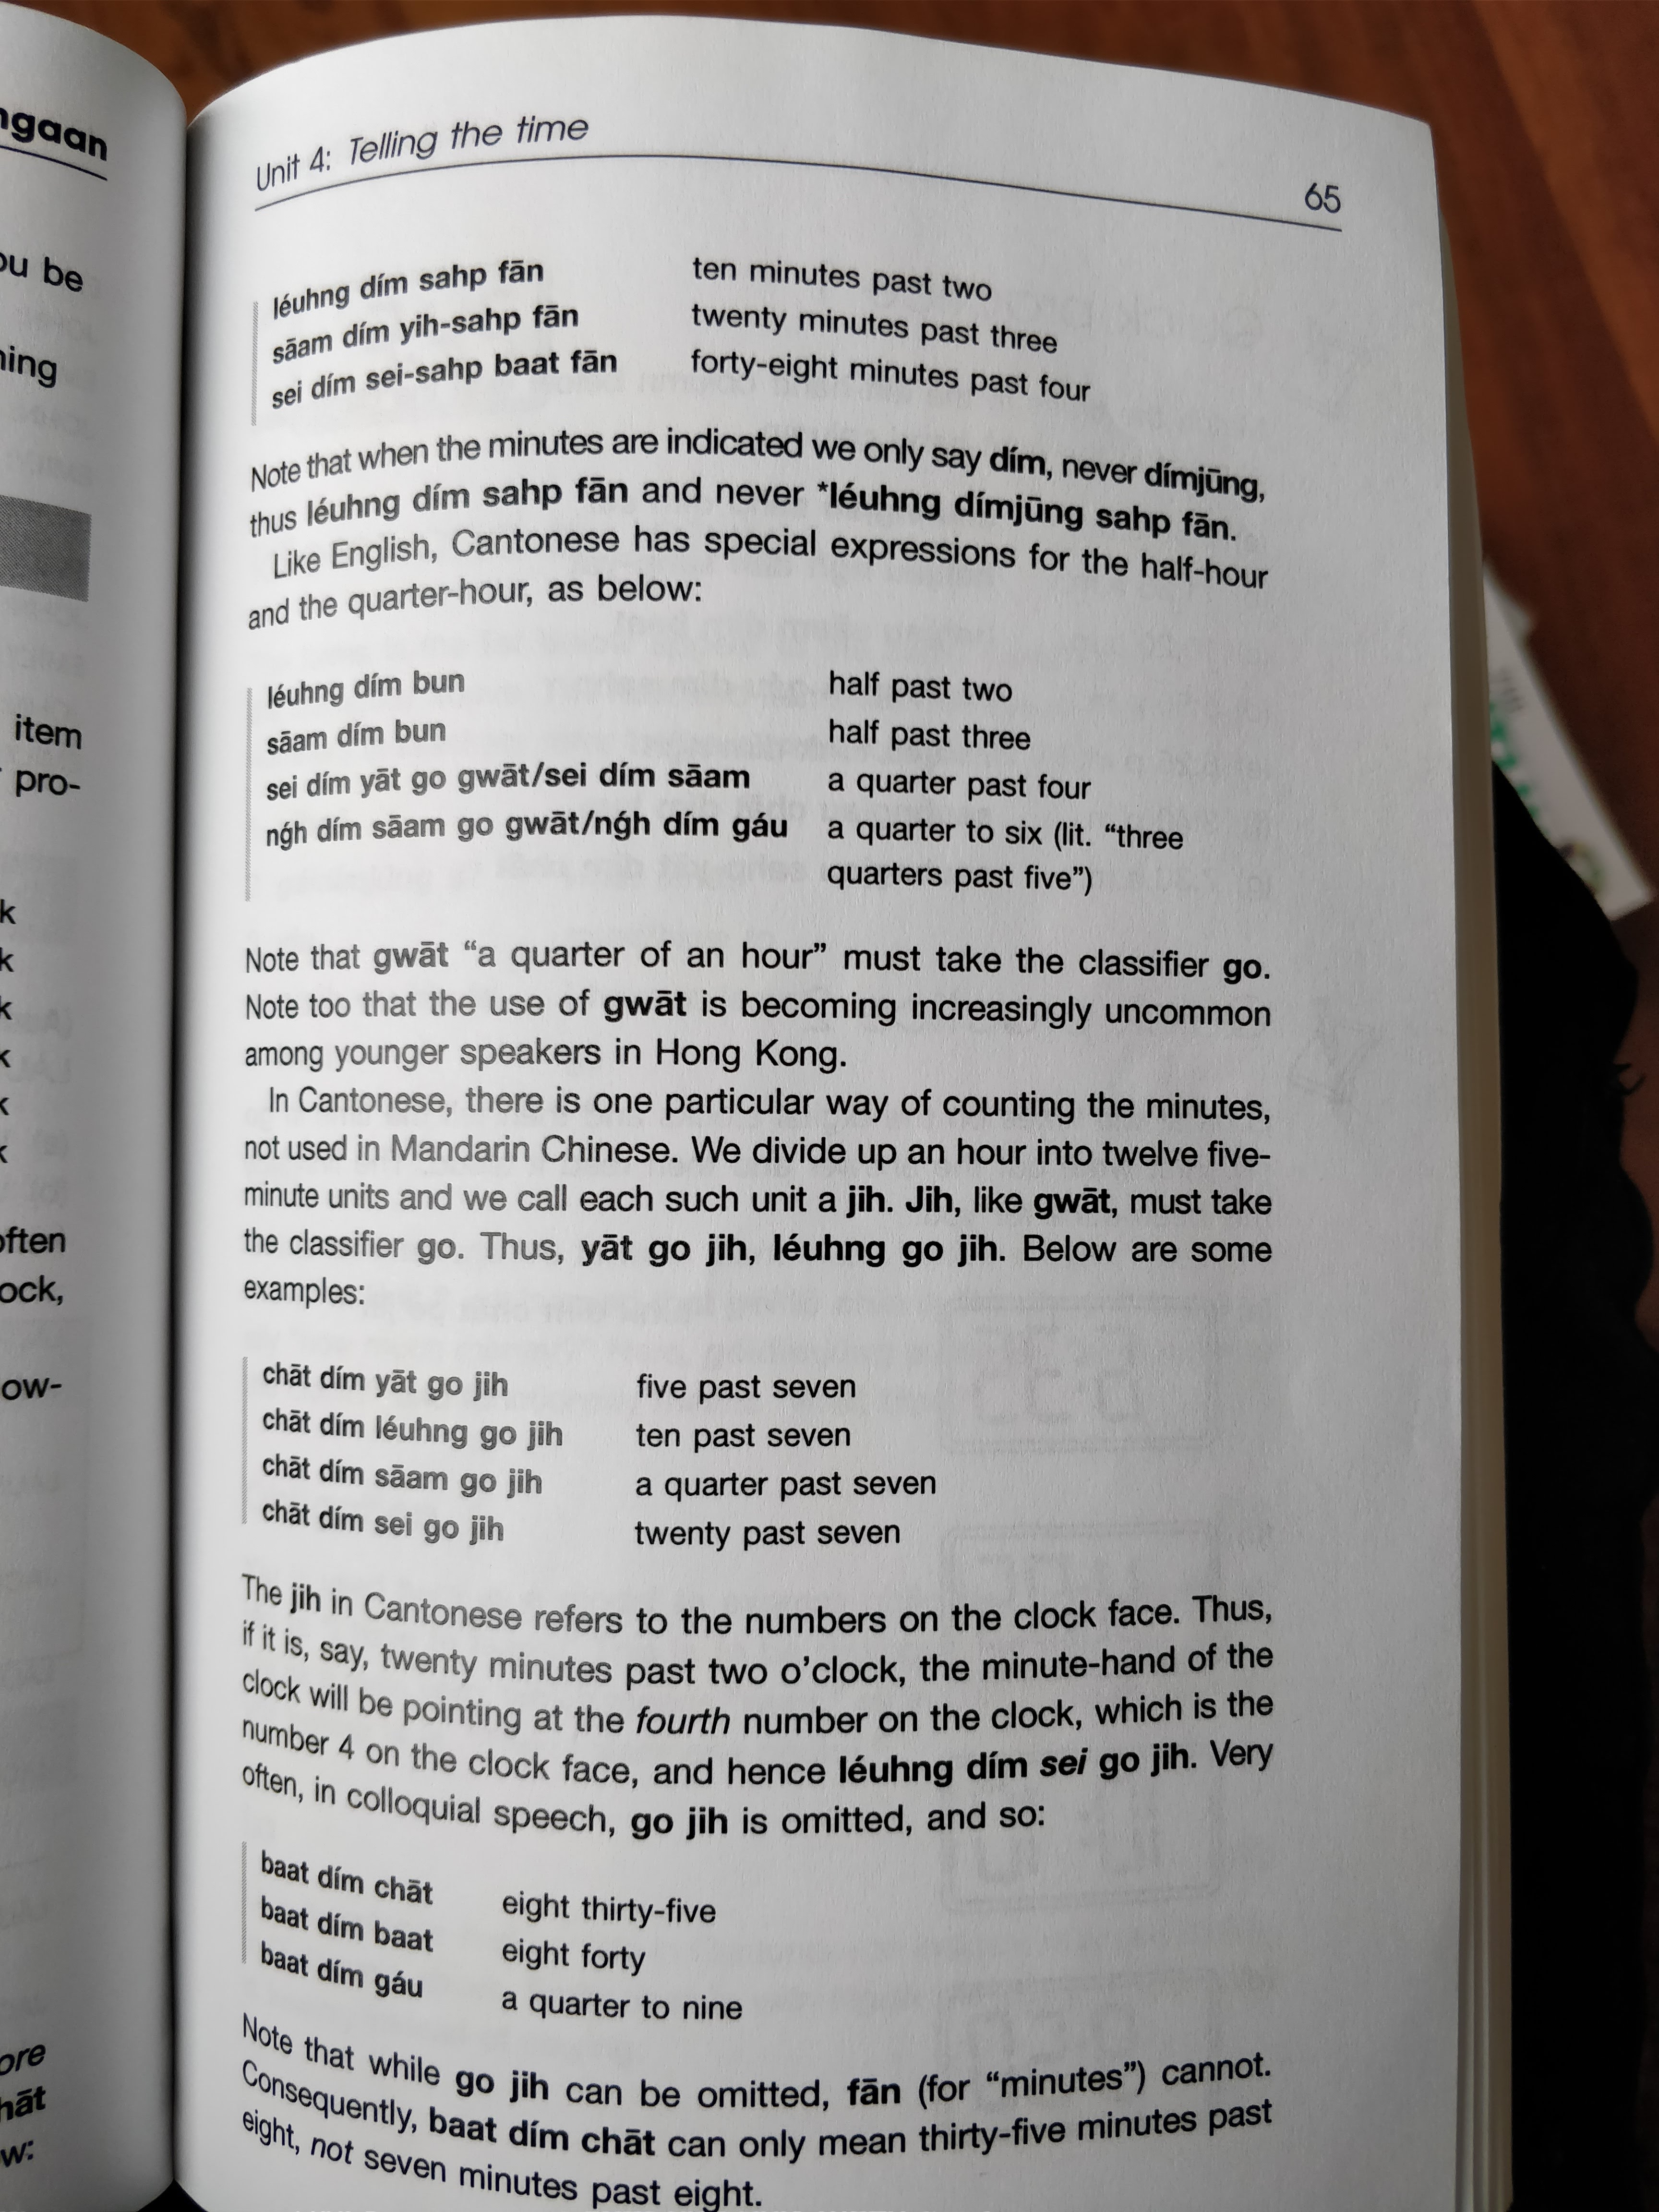 ngaan
ou be
ning
item
pro-
k
k
k
k
k
k
often
ock,
ow-
ore
hāt
w:
Unit 4: Telling the time
65
léuhng dím sahp fān ten minutes past two
sāam dím yih-sahp fān twenty minutes past three
sei dím sei-sahp baat fān forty-eight minutes past four
Note that when the minutes are indicated we only say dím, never dímjūng,
thus léuhng dím sahp fān and never *léuhng dímjūng sahp fān.
Like English, Cantonese has special expressions for the half-hour
and the quarter-hour, as below:
léuhng dím bun half past two
sāam dím bun half past three
sei dím yāt go gwāt/sei dím sāam a quarter past four
nǵh dím sāam go gwāt/nǵh dím gáu a quarter to six (lit. “three
quarters past five”)
Note that gwāt “a quarter of an hour” must take the classifier go.
Note too that the use of gwāt is becoming increasingly uncommon
among younger speakers in Hong Kong.
In Cantonese, there is one particular way of counting the minutes,
not used in Mandarin Chinese. We divide up an hour into twelve five-
minute units and we call each such unit a jih. Jih, like gwāt, must take
the classifier go. Thus, yāt go jih, léuhng go jih. Below are some
examples:
chāt dím yāt go jih five past seven
chāt dím léuhng go jih ten past seven
chāt dím sāam go jih a quarter past seven
chāt dím sei go jih twenty past seven
The jih in Cantonese refers to the numbers on the clock face. Thus,
if it is, say, twenty minutes past two o’clock, the minute-hand of the
clock will be pointing at the fourth number on the clock, which is the
number 4 on the clock face, and hence léuhng dím sei go jih. Very
often, in colloquial speech, go jih is omitted, and so:
baat dím chāt eight thirty-five
baat dím baat eight forty
baat dím gáu a quarter to nine
Note that while go jih can be omitted, fān (for “minutes”) cannot.
Consequently, baat dím chāt can only mean thirty-five minutes past
eight, not seven minutes past eight.